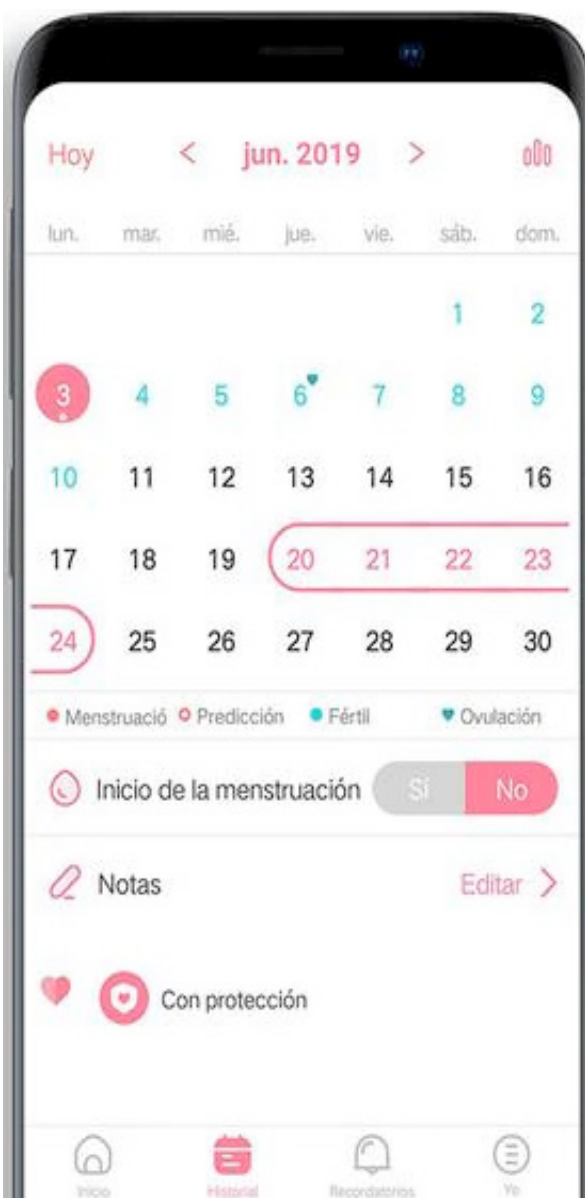 Hoy < jun. 2019 >
lun. mar. mié. jue. vie. sáb. dom.
1 2
3 4 5 6 7 8 9
10 11 12 13 14 15 16
17 18 19 20 21 22 23
24 25 26 27 28 29 30
Menstruació Predicción Fértil Ovulación
Inicio de la menstruación Sí No
Notas Editar >
Con protección
Inicio Historial Recordatorios Yo